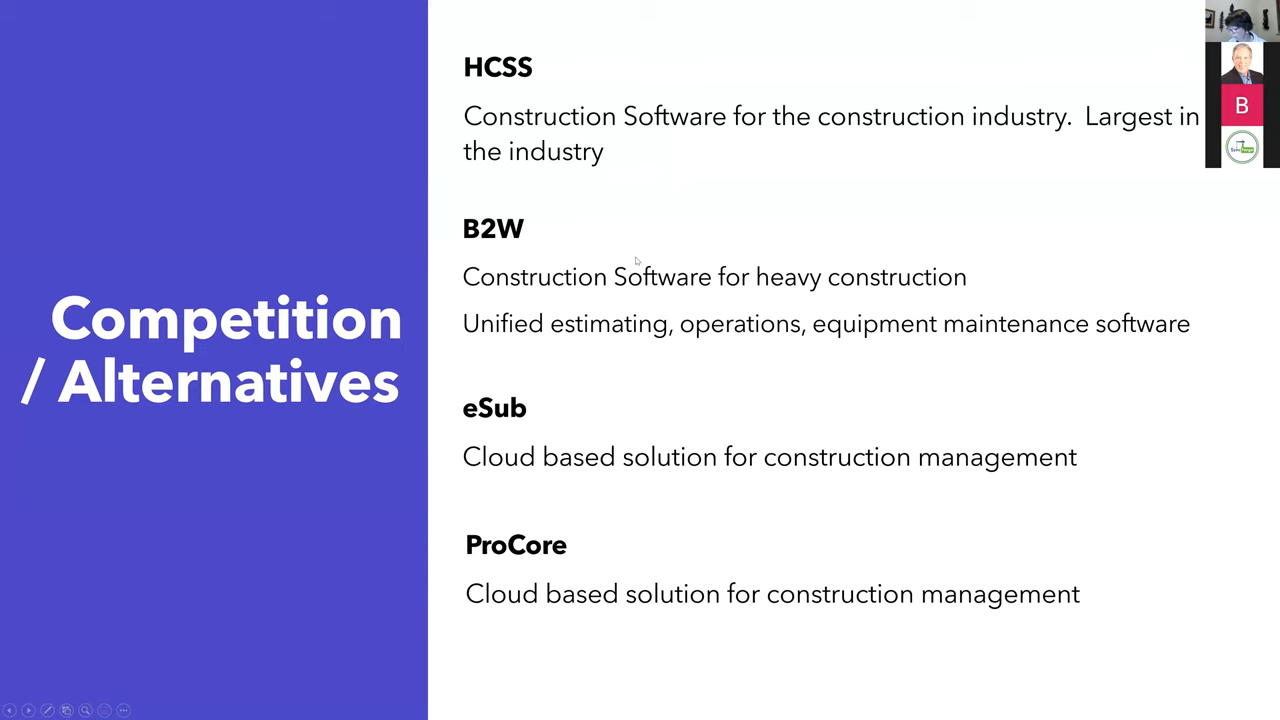 HCSS
Construction Software for the construction industry.  Largest in
the industry
B2W
Construction Software for heavy construction
Unified estimating, operations, equipment maintenance software
eSub
Cloud based solution for construction management
ProCore
Cloud based solution for construction management
Competition
/ Alternatives
B